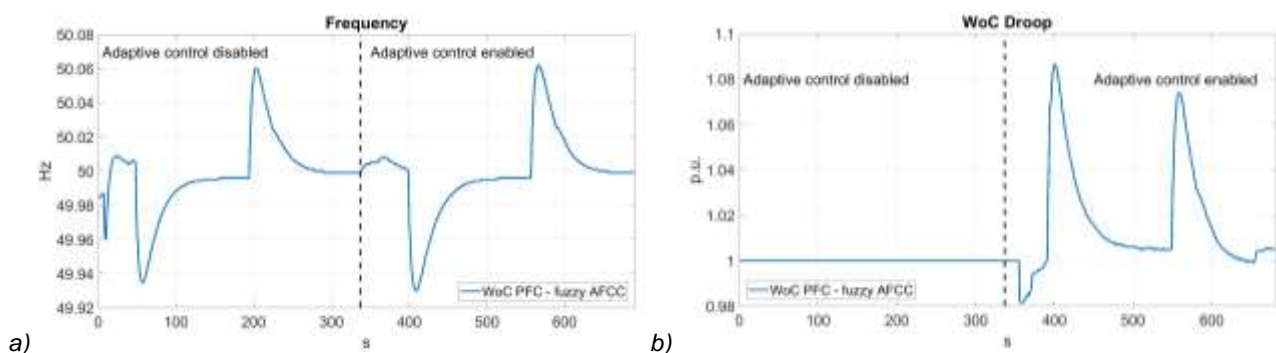 Frequency
50.08
50.06
50.04
50.02
50
49.98
49.96
49.94
49.92
Hz
Adaptive control disabled
Adaptive control enabled
WoC PFC - fuzzy AFCC
0 100 200 300 400 500 600
s
a)
WoC Droop
1.1
1.08
1.06
1.04
1.02
1
0.98
p.u.
Adaptive control disabled
Adaptive control enabled
WoC PFC - fuzzy AFCC
0 100 200 300 400 500 600
s
b)